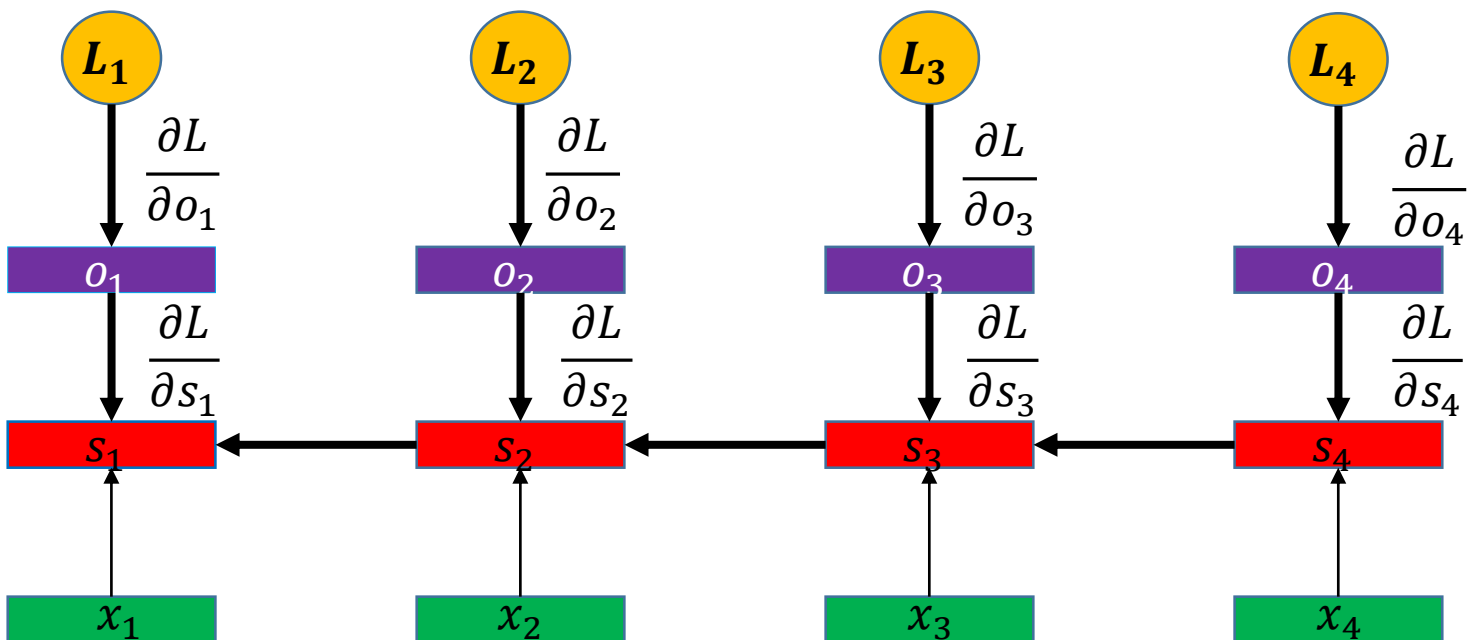 L₁ L₂ L₃ L₄
∂L/∂o₁ ∂L/∂o₂ ∂L/∂o₃ ∂L/∂o₄
o₁ o₂ o₃ o₄
∂L/∂s₁ ∂L/∂s₂ ∂L/∂s₃ ∂L/∂s₄
s₁ s₂ s₃ s₄
x₁ x₂ x₃ x₄